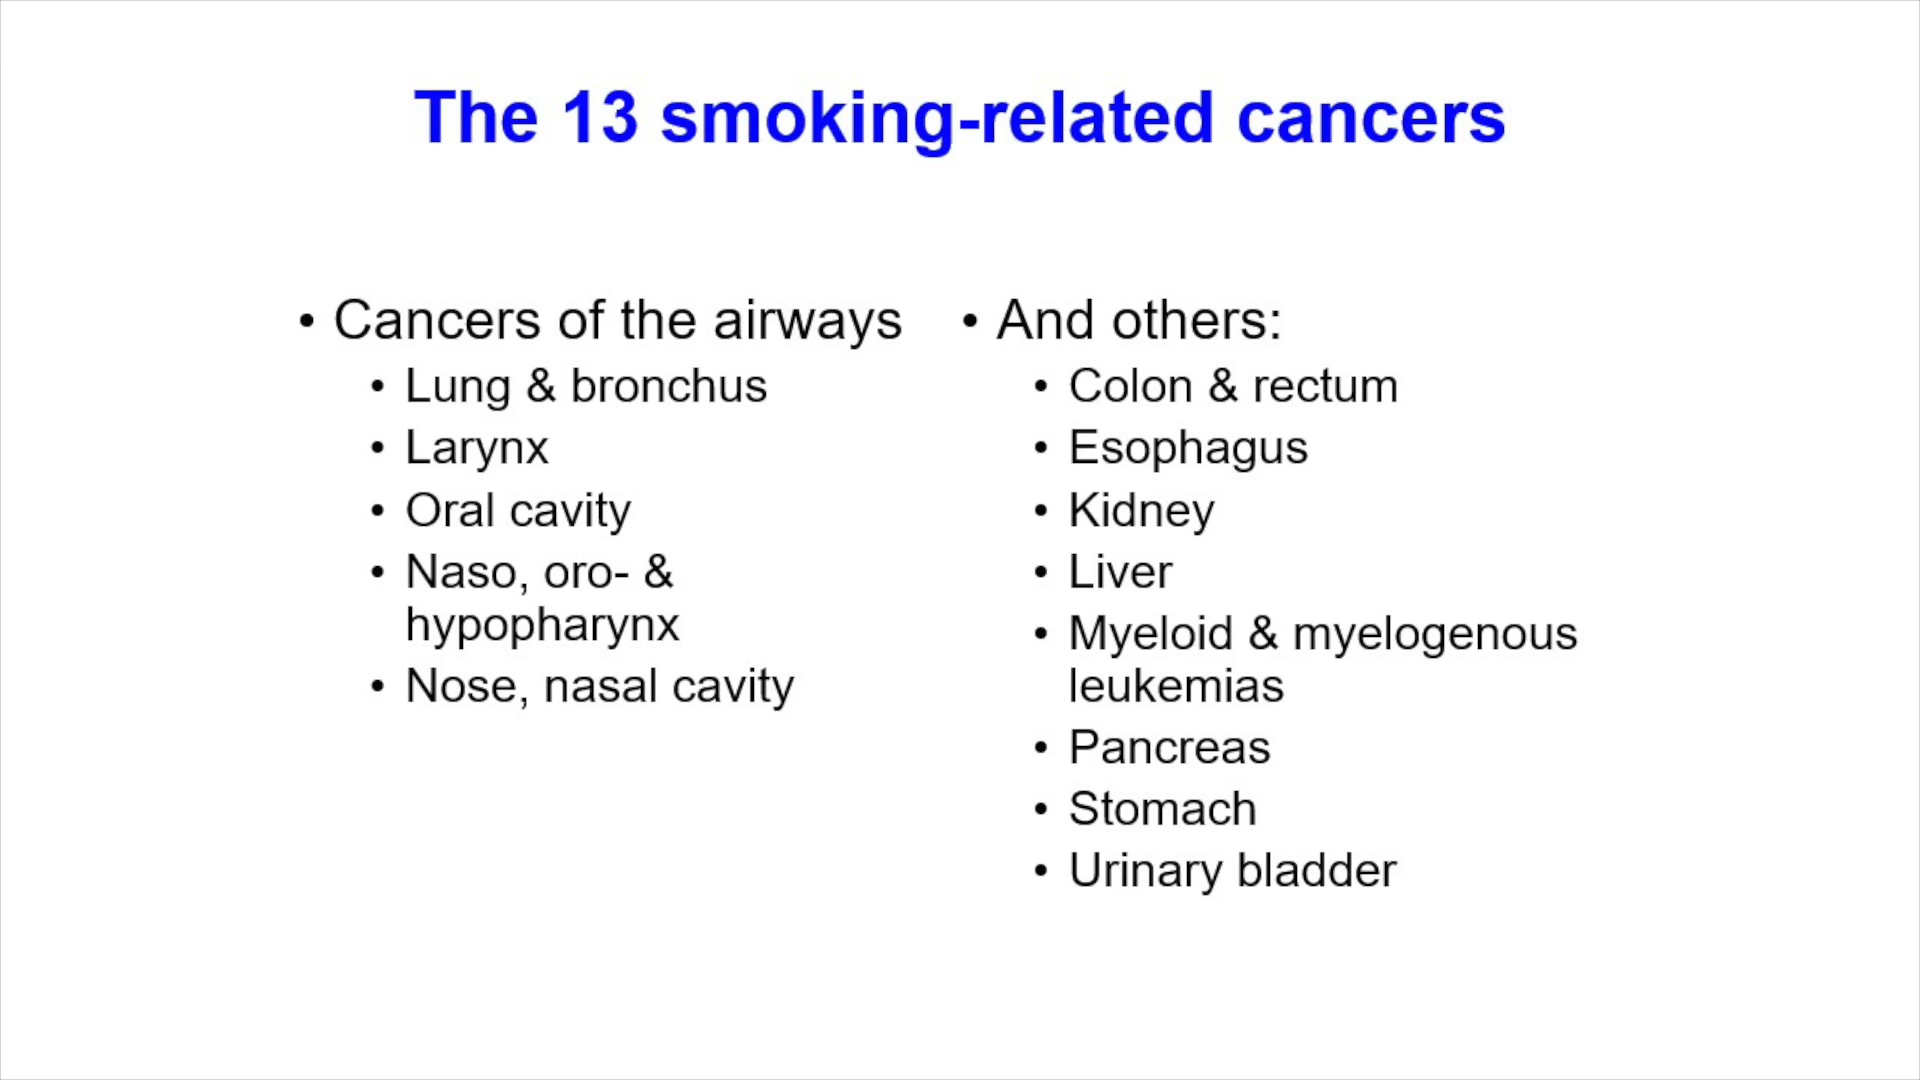 The 13 smoking-related cancers
• Cancers of the airways
• Lung & bronchus
• Larynx
• Oral cavity
• Naso, oro- &
hypopharynx
• Nose, nasal cavity
• And others:
• Colon & rectum
• Esophagus
• Kidney
• Liver
• Myeloid & myelogenous
leukemias
• Pancreas
• Stomach
• Urinary bladder